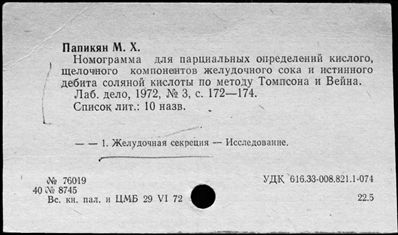 Папикян М. Х.
Номограмма для парциальных определений кислого,
щелочного компонентов желудочного сока и истинного
дебита соляной кислоты по методу Томпсона и Вейна.
Лаб. дело, 1972, № 3, с. 172—174.
Список лит.: 10 назв.
— — 1. Желудочная секреция — Исследование.
№ 76019
УДК 616.33-008.821.1-074
40 № 8745
Вс. кн. пал. и ЦМБ 29 VI 72
22.5